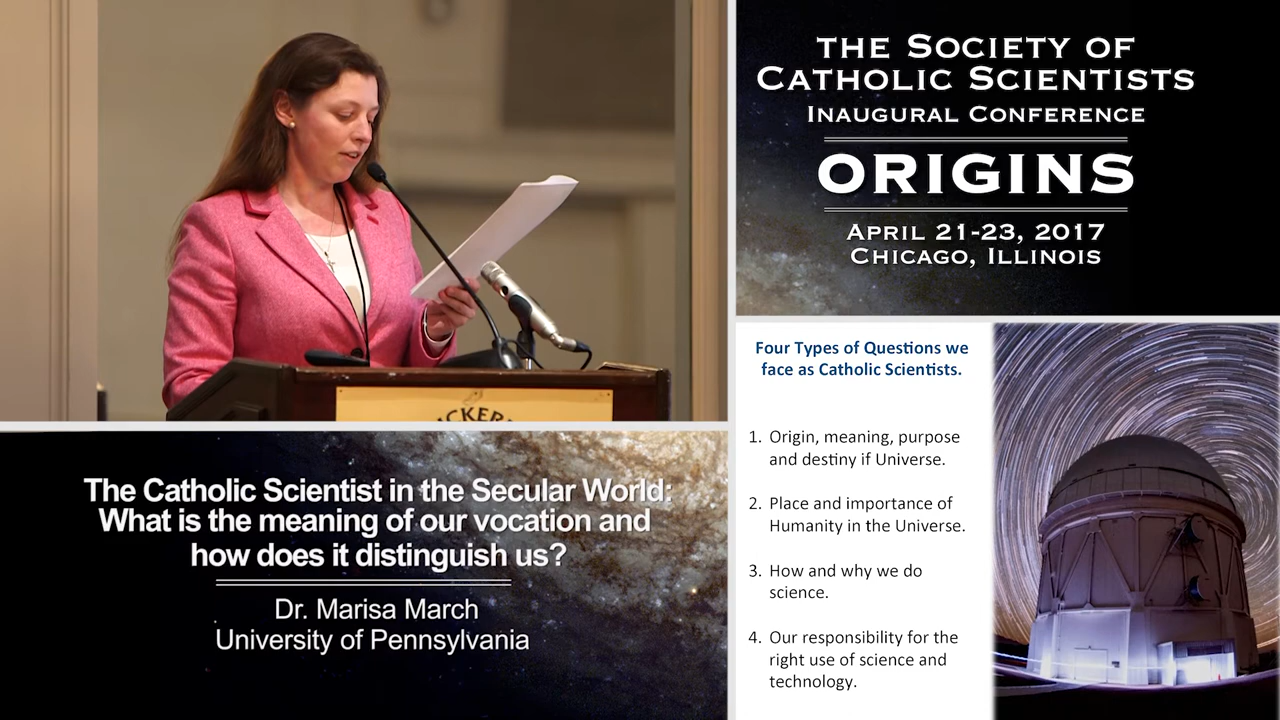 THE SOCIETY OF
CATHOLIC SCIENTISTS
INAUGURAL CONFERENCE
ORIGINS
APRIL 21-23, 2017
CHICAGO, ILLINOIS
The Catholic Scientist in the Secular World:
What is the meaning of our vocation and
how does it distinguish us?
Dr. Marisa March
University of Pennsylvania
Four Types of Questions we
face as Catholic Scientists.
1. Origin, meaning, purpose
and destiny if Universe.
2. Place and importance of
Humanity in the Universe.
3. How and why we do
science.
4. Our responsibility for the
right use of science and
technology.